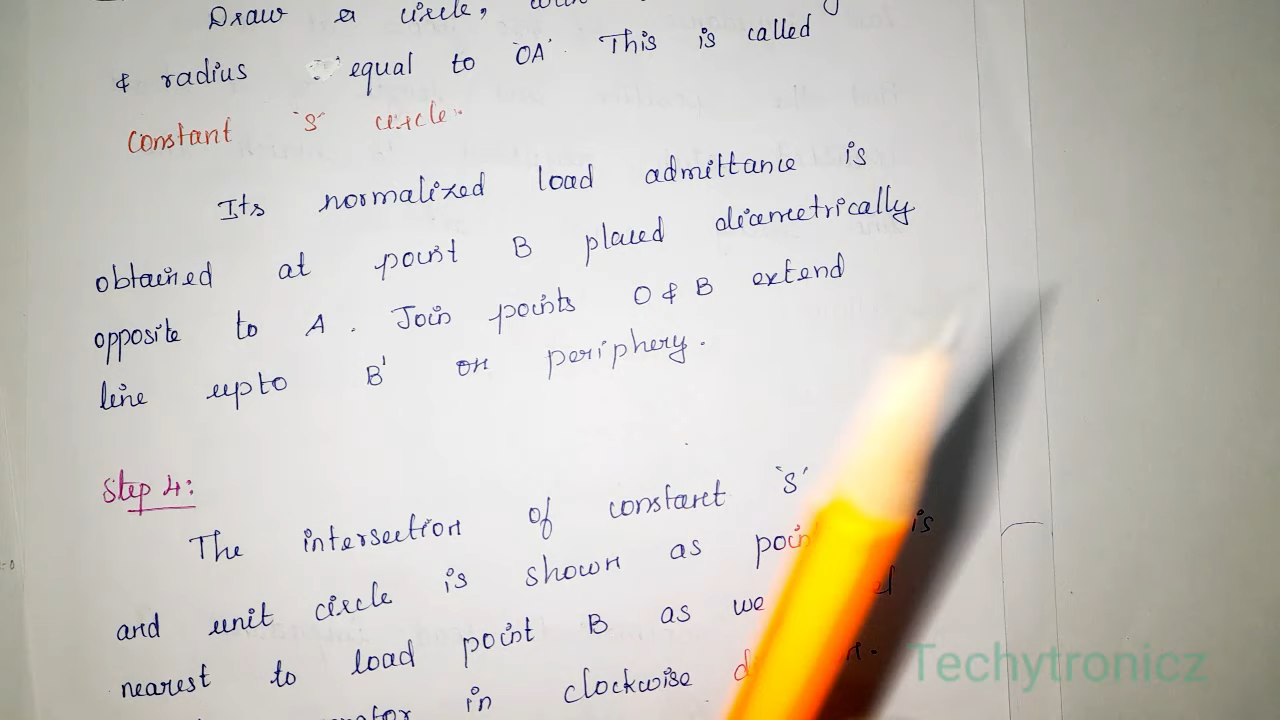 Draw a circle, with
& radius equal to 'OA'. This is called
Constant 'S' circle.
Its normalized load admittance is
obtained at point B placed diametrically
opposite to A. Join points O & B extend
line upto B' on periphery.
Step 4:
The intersection of constant 'S'
and unit circle is shown as point is
nearest to load point B as we
in clockwise
Techytronicz